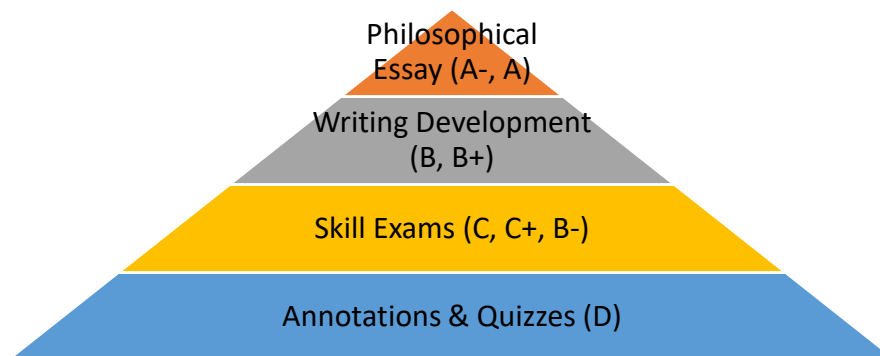 Philosophical
Essay (A-, A)
Writing Development
(B, B+)
Skill Exams (C, C+, B-)
Annotations & Quizzes (D)